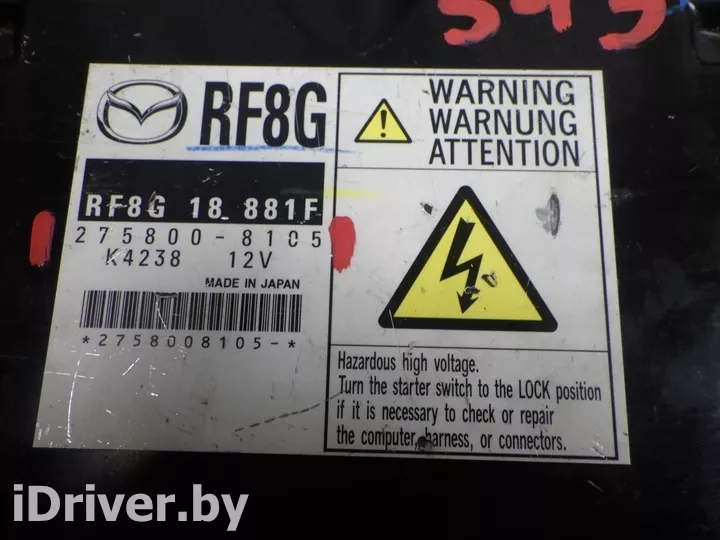 545
RF8G
RF8G 18 881F
275800-8105
K4238 12V
MADE IN JAPAN
*2758008105-*
WARNING
WARNUNG
ATTENTION
Hazardous high voltage.
Turn the starter switch to the LOCK position
if it is necessary to check or repair
the computer, harness, or connectors.
iDriver.by